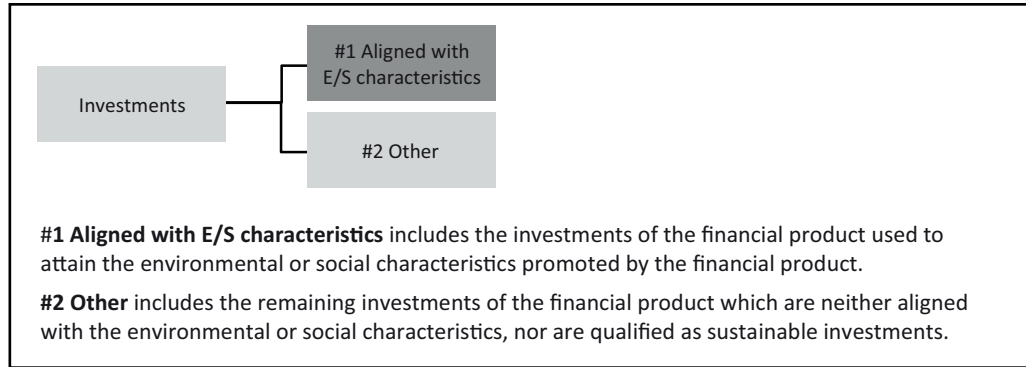 #1 Aligned with
E/S characteristics
Investments
#2 Other
#1 Aligned with E/S characteristics includes the investments of the financial product used to
attain the environmental or social characteristics promoted by the financial product.
#2 Other includes the remaining investments of the financial product which are neither aligned
with the environmental or social characteristics, nor are qualified as sustainable investments.